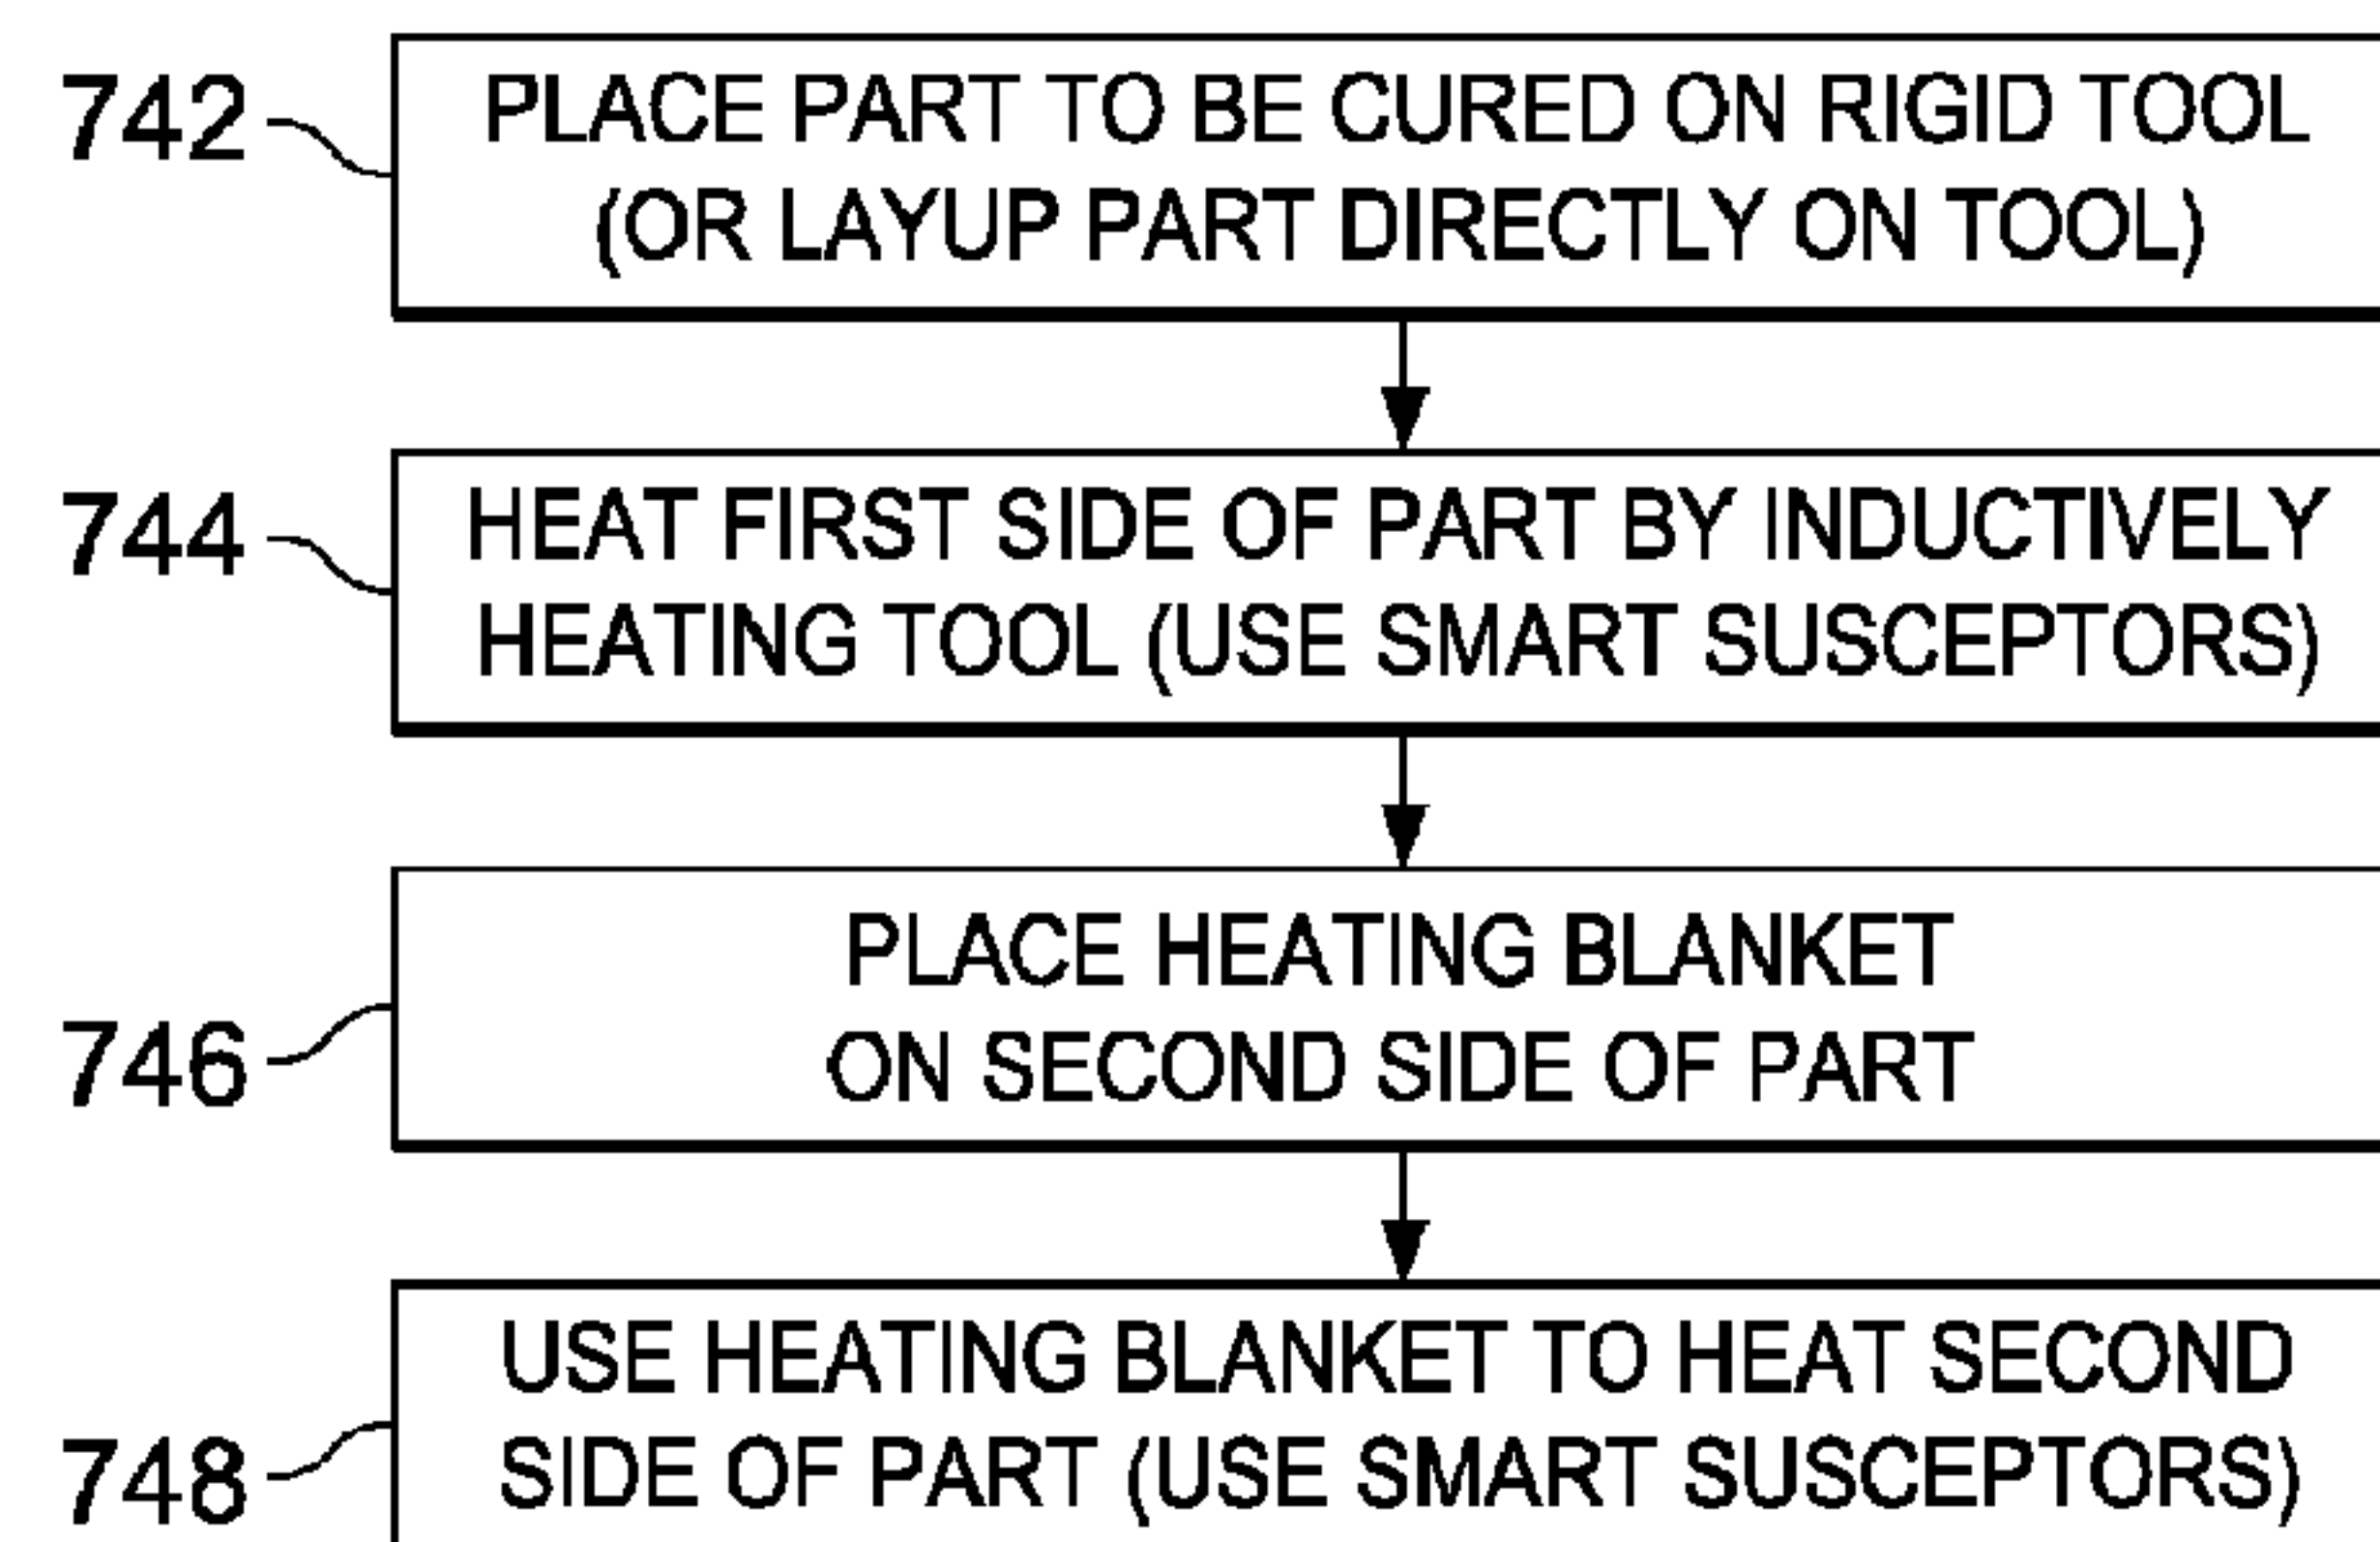 742
PLACE PART TO BE CURED ON RIGID TOOL
(OR LAYUP PART DIRECTLY ON TOOL)
744
HEAT FIRST SIDE OF PART BY INDUCTIVELY
HEATING TOOL (USE SMART SUSCEPTORS)
746
PLACE HEATING BLANKET
ON SECOND SIDE OF PART
748
USE HEATING BLANKET TO HEAT SECOND
SIDE OF PART (USE SMART SUSCEPTORS)